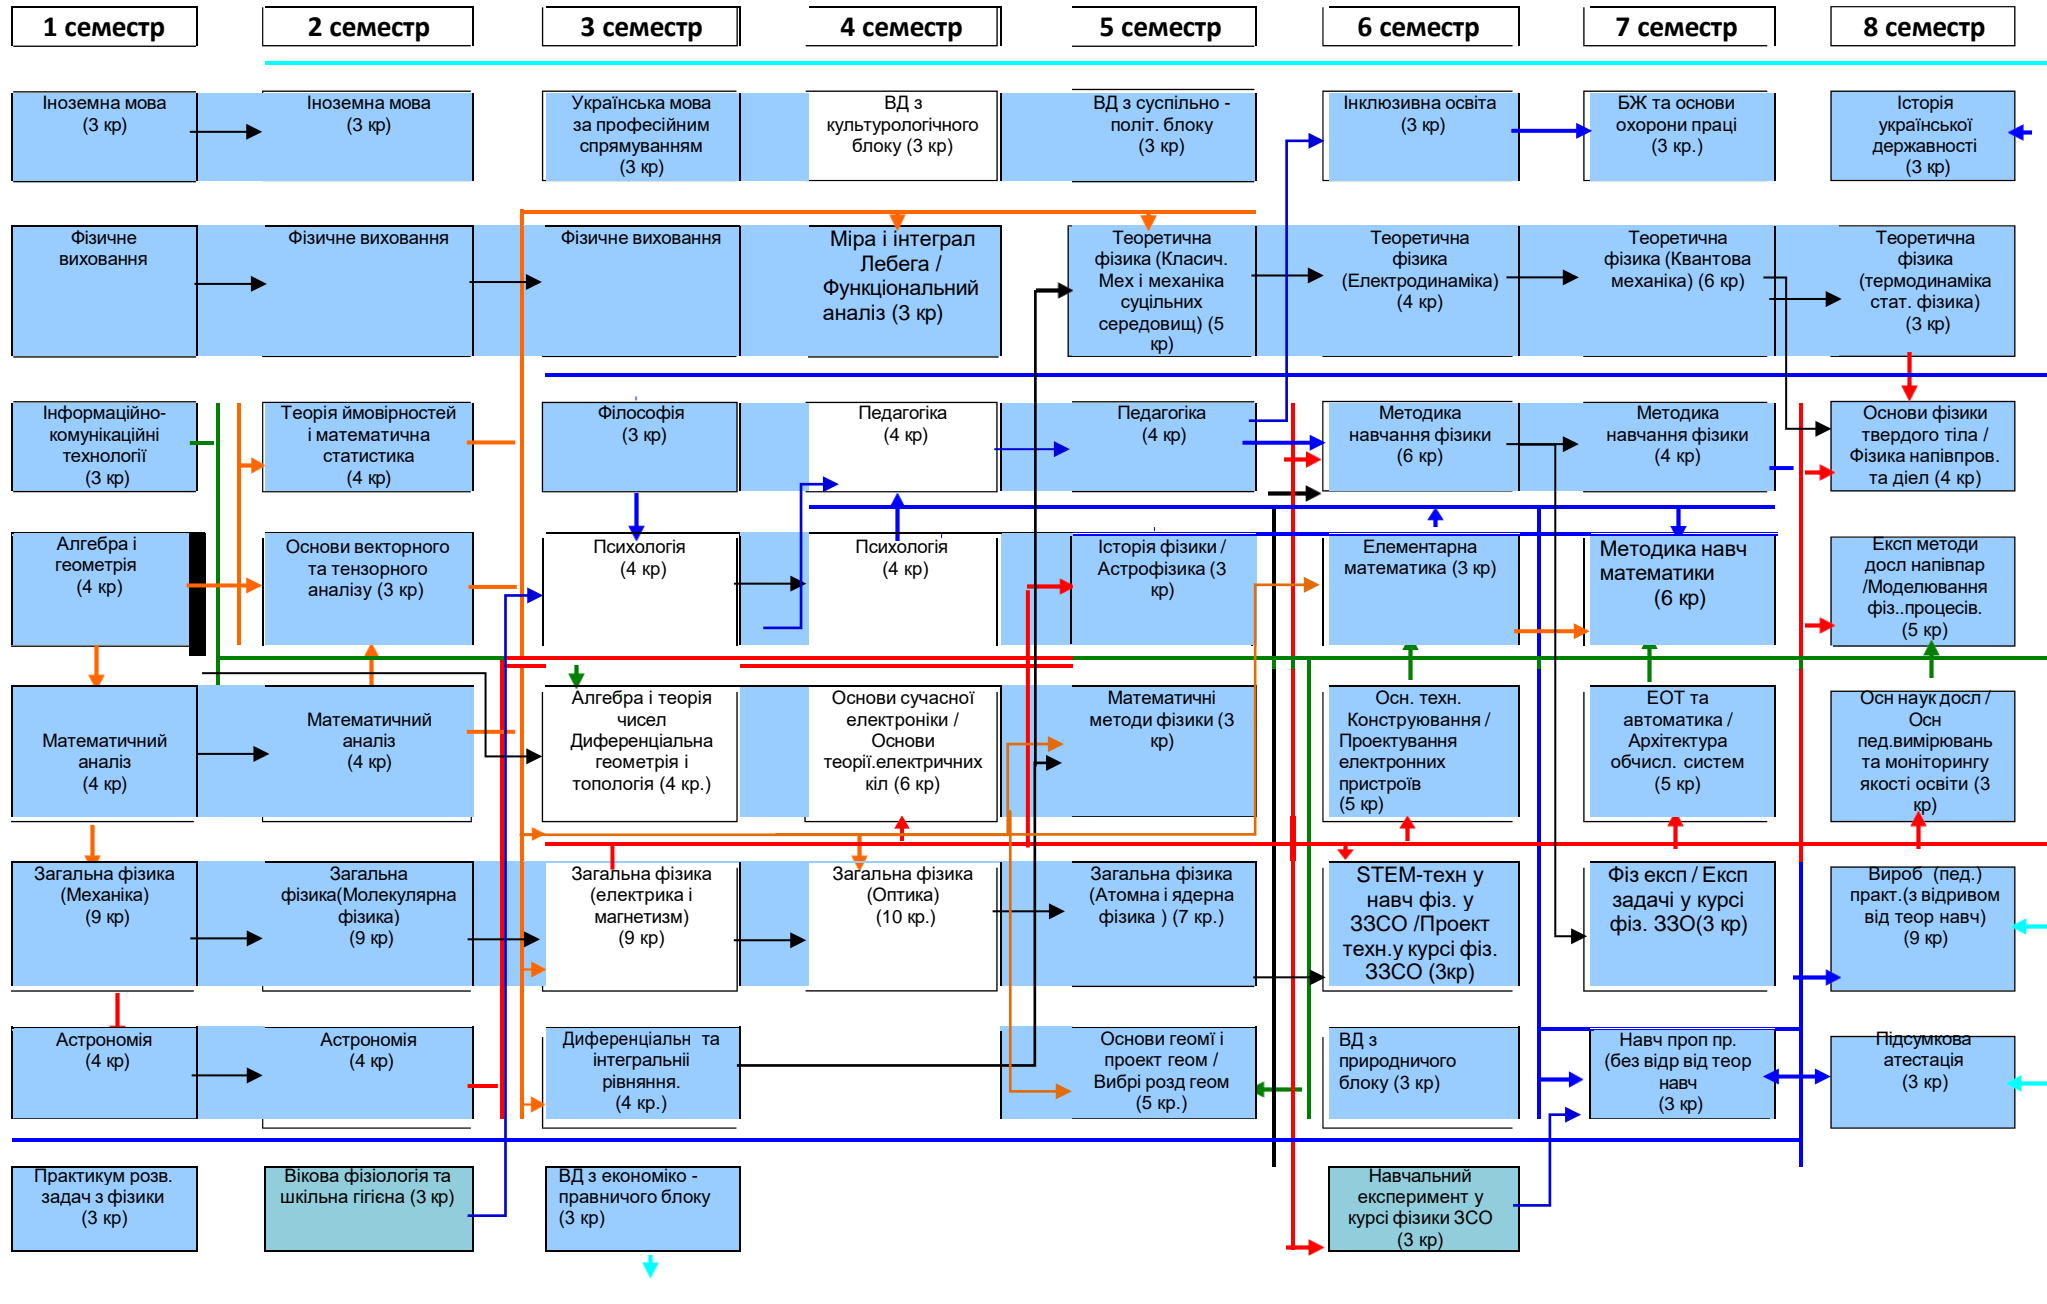 1 семестр
2 семестр
3 семестр
4 семестр
5 семестр
6 семестр
7 семестр
8 семестр
Іноземна мова
(3 кр)
Іноземна мова
(3 кр)
Українська мова
за професійним
спрямуванням
(3 кр)
ВД з
культурологічного
блоку (3 кр)
ВД з суспільно -
політ. блоку
(3 кр)
Інклюзивна освіта
(3 кр)
БЖ та основи
охорони праці
(3 кр.)
Історія
української
державності
(3 кр)
Фізичне
виховання
Фізичне виховання
Фізичне виховання
Міра і інтеграл
Лебега /
Функціональний
аналіз (3 кр)
Теоретична
фізика (Класич.
Мех і механіка
суцільних
середовищ) (5
кр)
Теоретична
фізика
(Електродинаміка)
(4 кр)
Теоретична
фізика (Квантова
механіка) (6 кр)
Теоретична
фізика
(термодинаміка
стат. фізика)
(3 кр)
Інформаційно-
комунікаційні
технології
(3 кр)
Теорія ймовірностей
і математична
статистика
(4 кр)
Філософія
(3 кр)
Педагогіка
(4 кр)
Педагогіка
(4 кр)
Методика
навчання фізики
(6 кр)
Методика
навчання фізики
(4 кр)
Основи фізики
твердого тіла /
Фізика напівпров.
та діел (4 кр)
Алгебра і
геометрія
(4 кр)
Основи векторного
та тензорного
аналізу (3 кр)
Психологія
(4 кр)
Психологія
(4 кр)
Історія фізики /
Астрофізика (3
кр)
Елементарна
математика (3 кр)
Методика навч
математики
(6 кр)
Експ методи
досл напівпар
/Моделювання
фіз..процесів.
(5 кр)
Математичний
аналіз
(4 кр)
Математичний
аналіз
(4 кр)
Алгебра і теорія
чисел
Диференціальна
геометрія і
топологія (4 кр.)
Основи сучасної
електроніки /
Основи
теорії.електричних
кіл (6 кр)
Математичні
методи фізики (3
кр)
Осн. техн.
Конструювання /
Проектування
електронних
пристроїв
(5 кр)
ЕОТ та
автоматика /
Архітектура
обчисл. систем
(5 кр)
Осн наук досл /
Осн
пед.вимірювань
та моніторингу
якості освіти (3
кр)
Загальна фізика
(Механіка)
(9 кр)
Загальна
фізика(Молекулярна
фізика)
(9 кр)
Загальна фізика
(електрика і
магнетизм)
(9 кр)
Загальна фізика
(Оптика)
(10 кр.)
Загальна фізика
(Атомна і ядерна
фізика ) (7 кр.)
STEM-техн у
навч фіз. у
ЗЗСО /Проект
техн.у курсі фіз.
ЗЗСО (3кр)
Фіз експ / Експ
задачі у курсі
фіз. ЗЗО(3 кр)
Вироб (пед.)
практ.(з відривом
від теор навч)
(9 кр)
Астрономія
(4 кр)
Астрономія
(4 кр)
Диференціальн та
інтегральніі
рівняння.
(4 кр.)
Основи геомї і
проект геом /
Вибрі розд геом
(5 кр.)
ВД з
природничого
блоку (3 кр)
Навч проп пр.
(без відр від теор
навч
(3 кр)
Підсумкова
атестація
(3 кр)
Практикум розв.
задач з фізики
(3 кр)
Вікова фізіологія та
шкільна гігієна (3 кр)
ВД з економіко -
правничого блоку
(3 кр)
Навчальний
експеримент у
курсі фізики ЗСО
(3 кр)